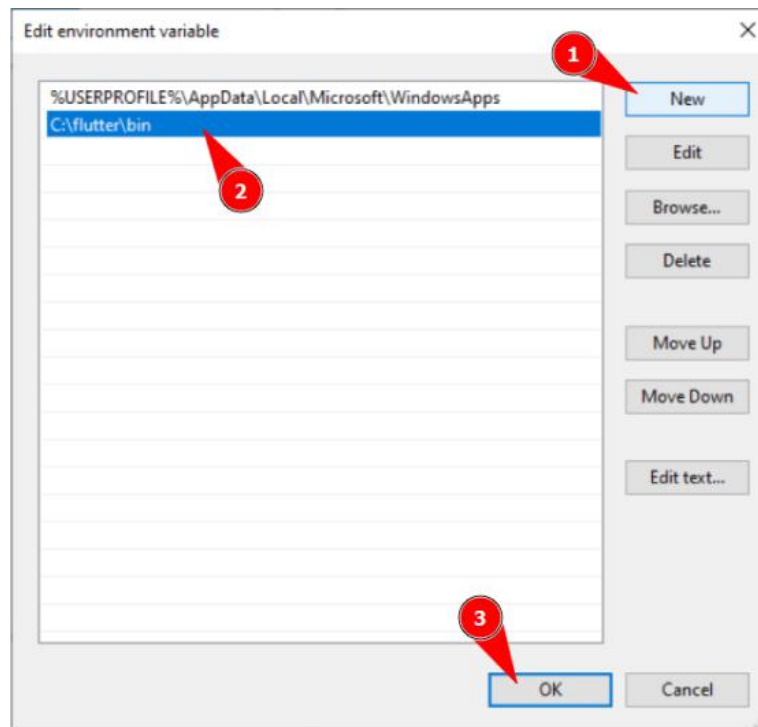 Edit environment variable
1
%USERPROFILE%\AppData\Local\Microsoft\WindowsApps
New
C:\flutter\bin
Edit
2
Browse...
Delete
Move Up
Move Down
Edit text...
3
OK
Cancel